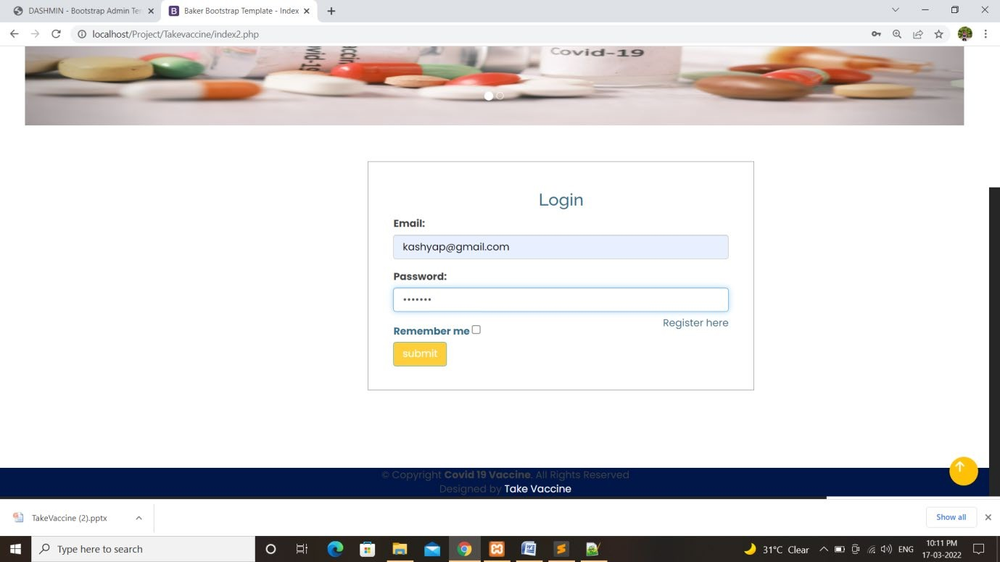 DASHMIN - Bootstrap Admin Ter
Baker Bootstrap Template - Index
localhost/Project/Takevaccine/index2.php
Covid-19
Login
Email:
kashyap@gmail.com
Password:
•••••••
Register here
Remember me
submit
© Copyright Covid 19 Vaccine. All Rights Reserved
Designed by Take Vaccine
TakeVaccine (2).pptx
Show all
Type here to search
31°C Clear
ENG
10:11 PM
17-03-2022